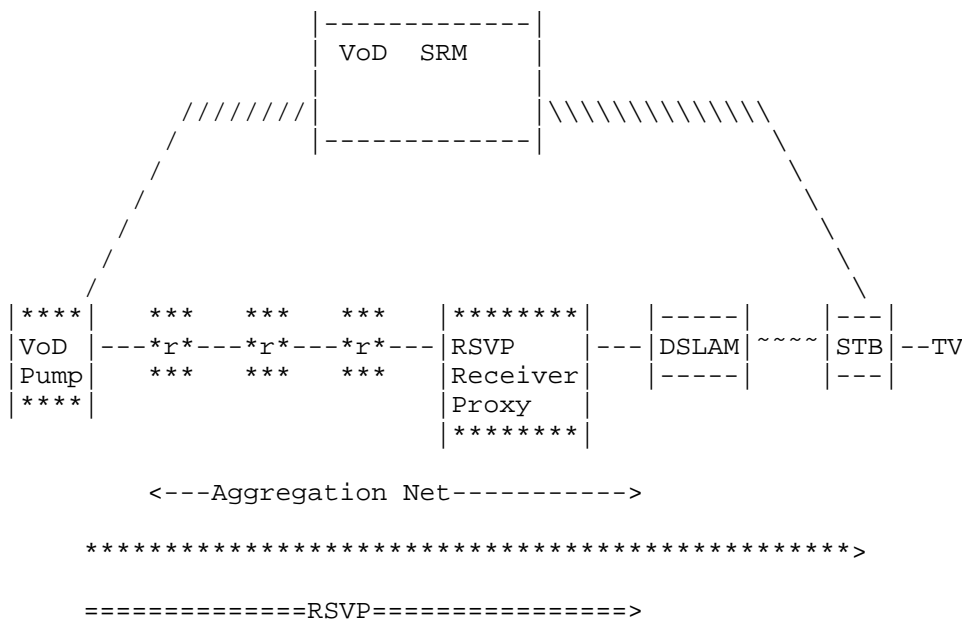 |-------------|
                   | VoD  SRM    |
                   |             |
           ////////|             |\\\\\\\\\\\\\\
          /        |-------------|              \
         /                                       \
        /                                         \
       /                                           \
      /                                             \
     /                                               \
|****|   ***   ***   ***   |********|   |-----|    |---|
|VoD |---*r*---*r*---*r*---|RSVP    |---|DSLAM|~~~~|STB|--TV
|Pump|   ***   ***   ***   |Receiver|   |-----|    |---|
|****|                     |Proxy   |
                           |********|
         <---Aggregation Net----------->
     ************************************************>
     ==============RSVP================>